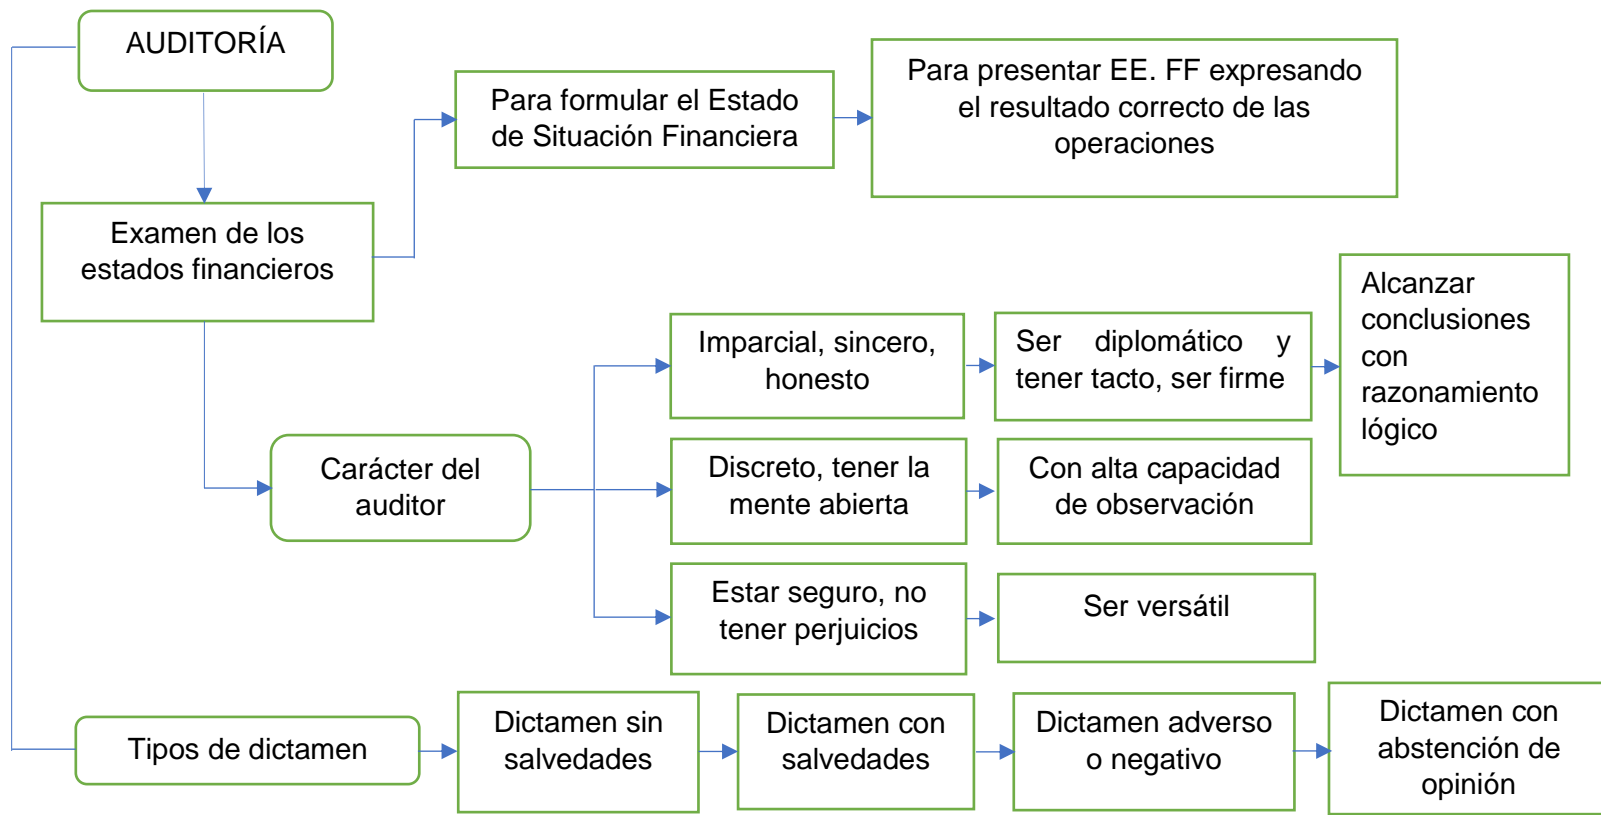 AUDITORÍA
Para formular el Estado
de Situación Financiera
Para presentar EE. FF expresando
el resultado correcto de las
operaciones
Examen de los
estados financieros
Imparcial, sincero,
honesto
Ser diplomático y
tener tacto, ser firme
Alcanzar
conclusiones
con
razonamiento
lógico
Carácter del
auditor
Discreto, tener la
mente abierta
Con alta capacidad
de observación
Estar seguro, no
tener perjuicios
Ser versátil
Tipos de dictamen
Dictamen sin
salvedades
Dictamen con
salvedades
Dictamen adverso
o negativo
Dictamen con
abstención de
opinión